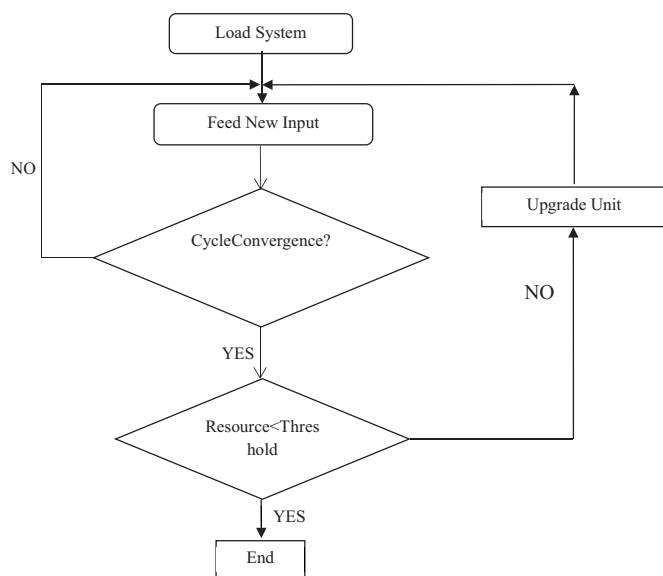 Load System
Feed New Input
NO
CycleConvergence?
Upgrade Unit
NO
YES
Resource<Thres
hold
YES
End